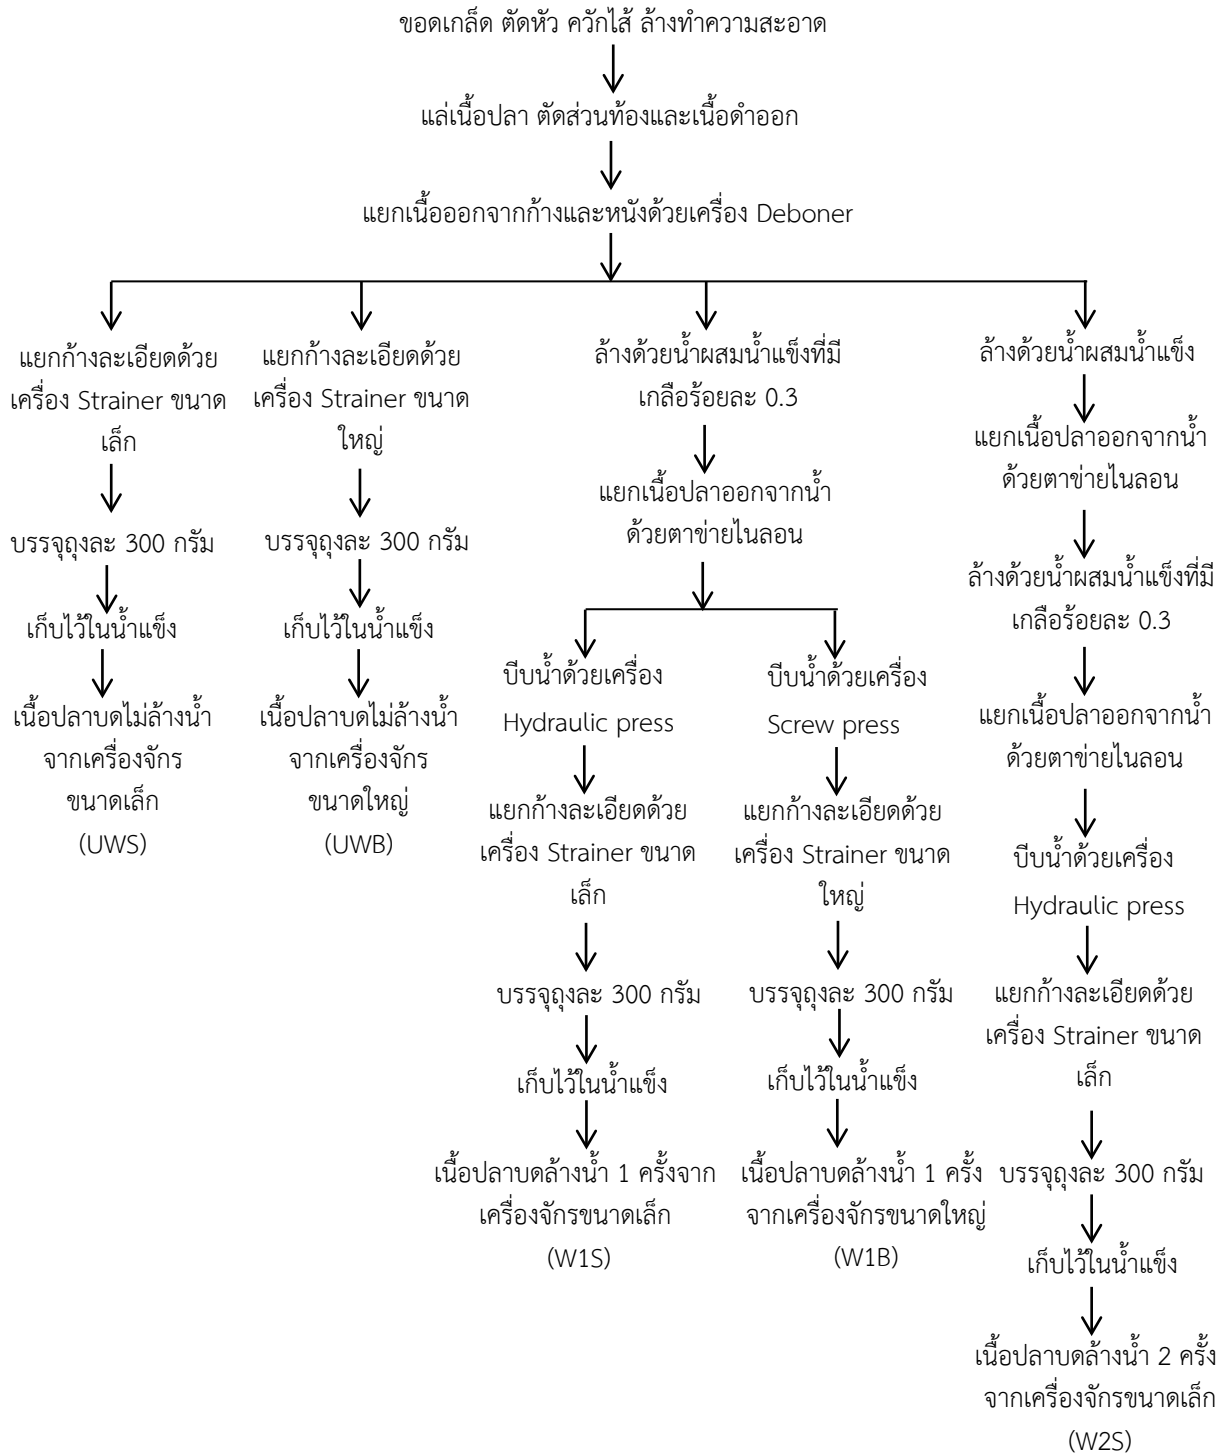 ขอดเกล็ด ตัดหัว ควักไส้ ล้างทำความสะอาด
แล่เนื้อปลา ตัดส่วนท้องและเนื้อดำออก
แยกเนื้อออกจากก้างและหนังด้วยเครื่อง Deboner
แยกก้างละเอียดด้วย
เครื่อง Strainer ขนาด
เล็ก
บรรจุถุงละ 300 กรัม
เก็บไว้ในน้ำแข็ง
เนื้อปลาบดไม่ล้างน้ำ
จากเครื่องจักร
ขนาดเล็ก
(UWS)
แยกก้างละเอียดด้วย
เครื่อง Strainer ขนาด
ใหญ่
บรรจุถุงละ 300 กรัม
เก็บไว้ในน้ำแข็ง
เนื้อปลาบดไม่ล้างน้ำ
จากเครื่องจักร
ขนาดใหญ่
(UWB)
ล้างด้วยน้ำผสมน้ำแข็งที่มี
เกลือร้อยละ 0.3
แยกเนื้อปลาออกจากน้ำ
ด้วยตาข่ายไนลอน
บีบน้ำด้วยเครื่อง
Hydraulic press
แยกก้างละเอียดด้วย
เครื่อง Strainer ขนาด
เล็ก
บรรจุถุงละ 300 กรัม
เก็บไว้ในน้ำแข็ง
เนื้อปลาบดล้างน้ำ 1 ครั้งจาก
เครื่องจักรขนาดเล็ก
(W1S)
บีบน้ำด้วยเครื่อง
Screw press
แยกก้างละเอียดด้วย
เครื่อง Strainer ขนาด
ใหญ่
บรรจุถุงละ 300 กรัม
เก็บไว้ในน้ำแข็ง
เนื้อปลาบดล้างน้ำ 1 ครั้ง
จากเครื่องจักรขนาดใหญ่
(W1B)
ล้างด้วยน้ำผสมน้ำแข็ง
แยกเนื้อปลาออกจากน้ำ
ด้วยตาข่ายไนลอน
ล้างด้วยน้ำผสมน้ำแข็งที่มี
เกลือร้อยละ 0.3
แยกเนื้อปลาออกจากน้ำ
ด้วยตาข่ายไนลอน
บีบน้ำด้วยเครื่อง
Hydraulic press
แยกก้างละเอียดด้วย
เครื่อง Strainer ขนาด
เล็ก
บรรจุถุงละ 300 กรัม
เก็บไว้ในน้ำแข็ง
เนื้อปลาบดล้างน้ำ 2 ครั้ง
จากเครื่องจักรขนาดเล็ก
(W2S)